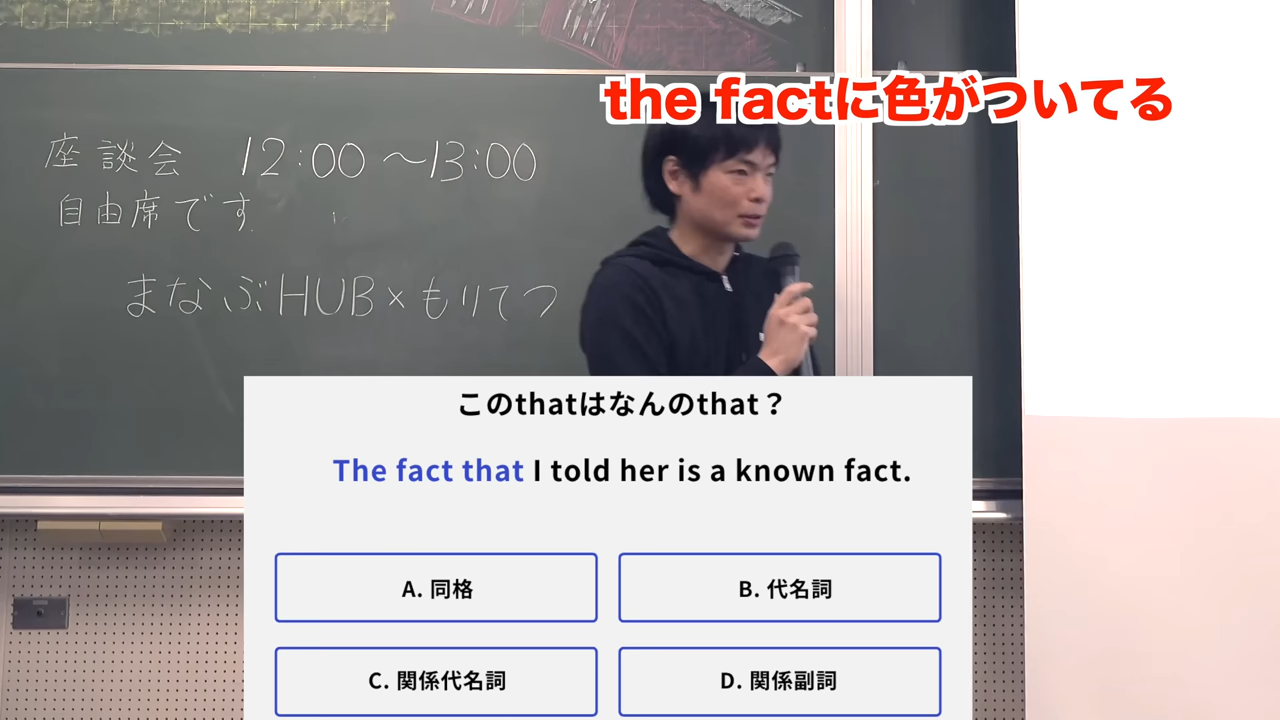 the factに色がついてる
座談会 12:00～13:00
自由席です
まなぶHUB×もりてつ
このthatはなんのthat？
The fact that I told her is a known fact.
A. 同格
B. 代名詞
C. 関係代名詞
D. 関係副詞